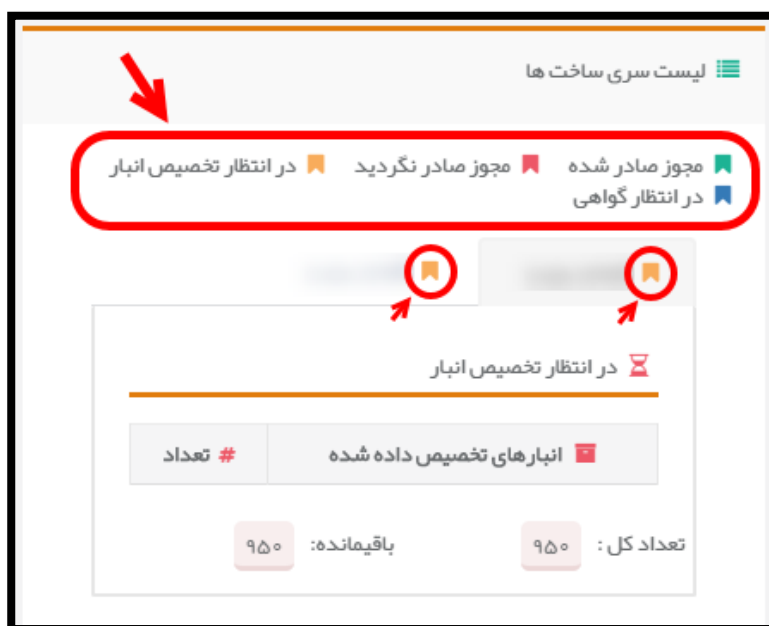 لیست سری ساخت ها
مجوز صادر شده مجوز صادر نگردید در انتظار تخصیص انبار
در انتظار گواهی
در انتظار تخصیص انبار
انبارهای تخصیص داده شده # تعداد
تعداد کل : ۹۵۰ باقیمانده: ۹۵۰